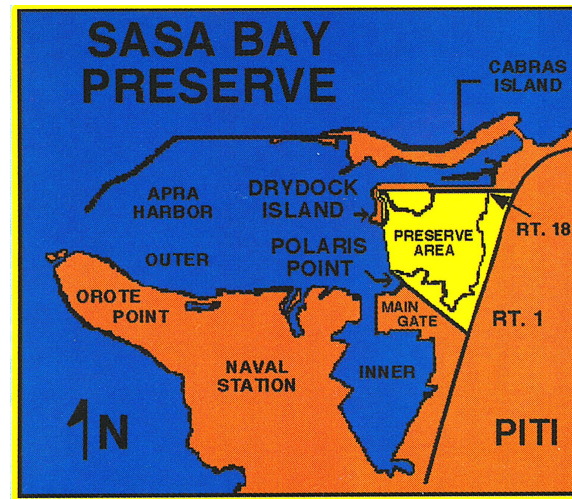 SASA BAY
PRESERVE
CABRAS
ISLAND
APRA
HARBOR
DRYDOCK
ISLAND
PRESERVE
AREA
RT. 18
OUTER
POLARIS
POINT
OROTE
POINT
MAIN
GATE
RT. 1
NAVAL
STATION
INNER
N
PITI